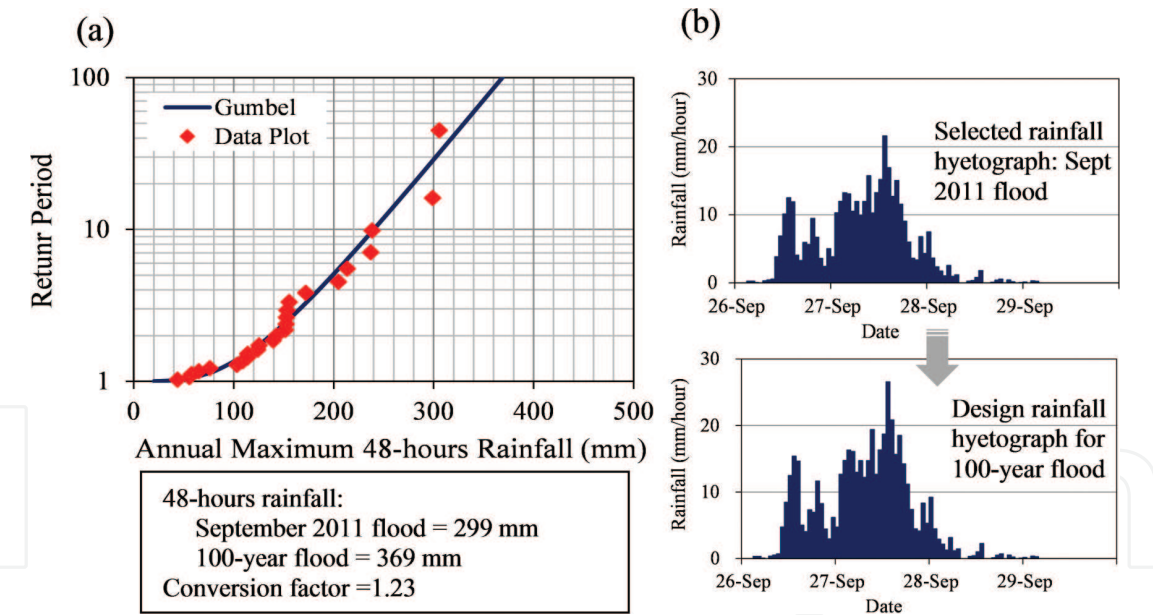 (a)
Retunr Period
100
10
1
Gumbel
Data Plot
0 100 200 300 400 500
Annual Maximum 48-hours Rainfall (mm)
48-hours rainfall:
September 2011 flood = 299 mm
100-year flood = 369 mm
Conversion factor =1.23
(b)
Rainfall (mm/hour)
30
20
10
0
Selected rainfall
hyetograph: Sept
2011 flood
26-Sep 27-Sep 28-Sep 29-Sep
Date
Rainfall (mm/hour)
30
20
10
0
Design rainfall
hyetograph for
100-year flood
26-Sep 27-Sep 28-Sep 29-Sep
Date